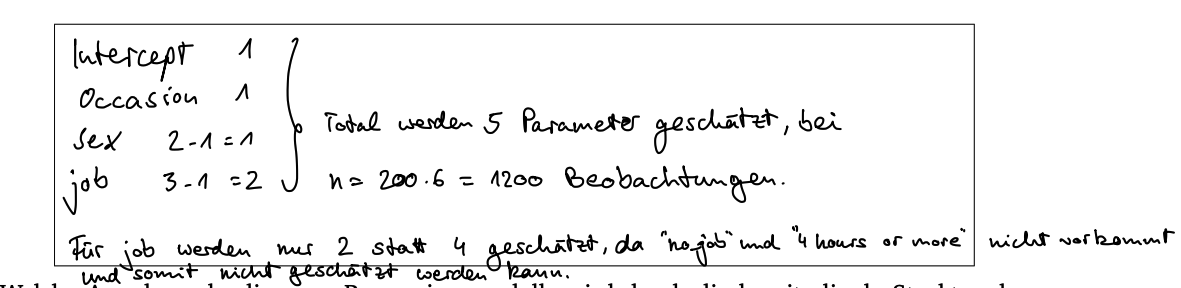 Intercept 1
Occasion 1
Sex 2-1=1
job 3-1=2
Total werden 5 Parameter geschätzt, bei
n = 200·6 = 1200 Beobachtungen.
Für job werden nur 2 statt 4 geschätzt, da "no job" und "4 hours or more" nicht vorkommt
und somit nicht geschätzt werden kann.